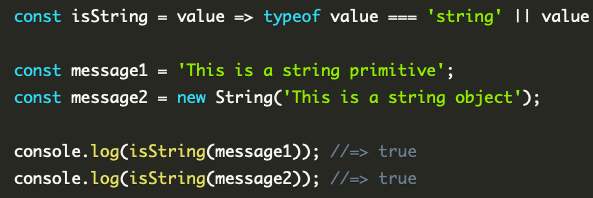 const isString = value => typeof value === 'string' || value
const message1 = 'This is a string primitive';
const message2 = new String('This is a string object');
console.log(isString(message1)); //=> true
console.log(isString(message2)); //=> true